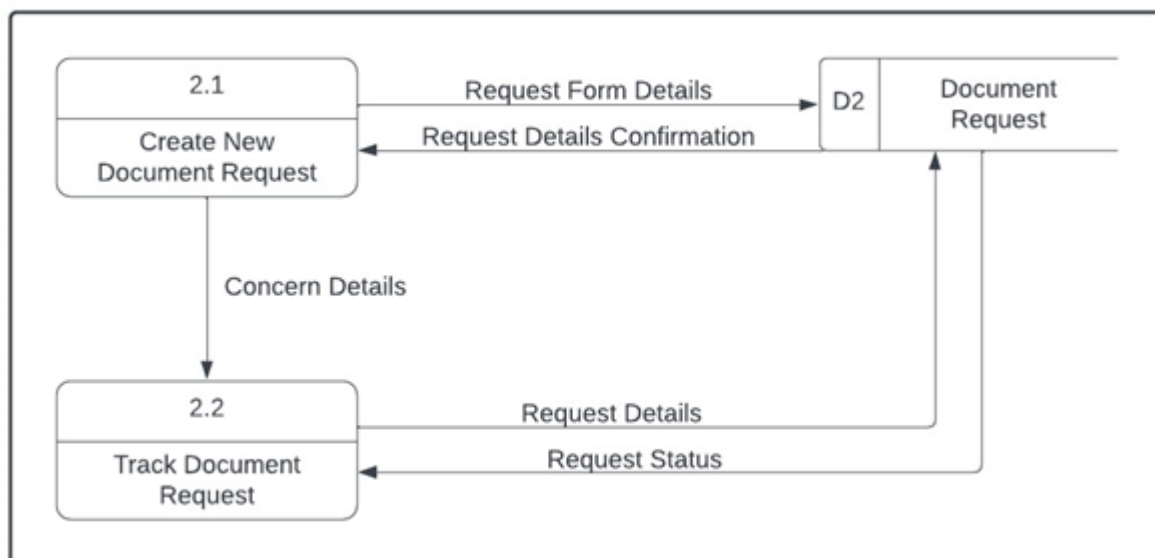 2.1
Create New
Document Request
Request Form Details
Request Details Confirmation
D2
Document
Request
Concern Details
2.2
Track Document
Request
Request Details
Request Status